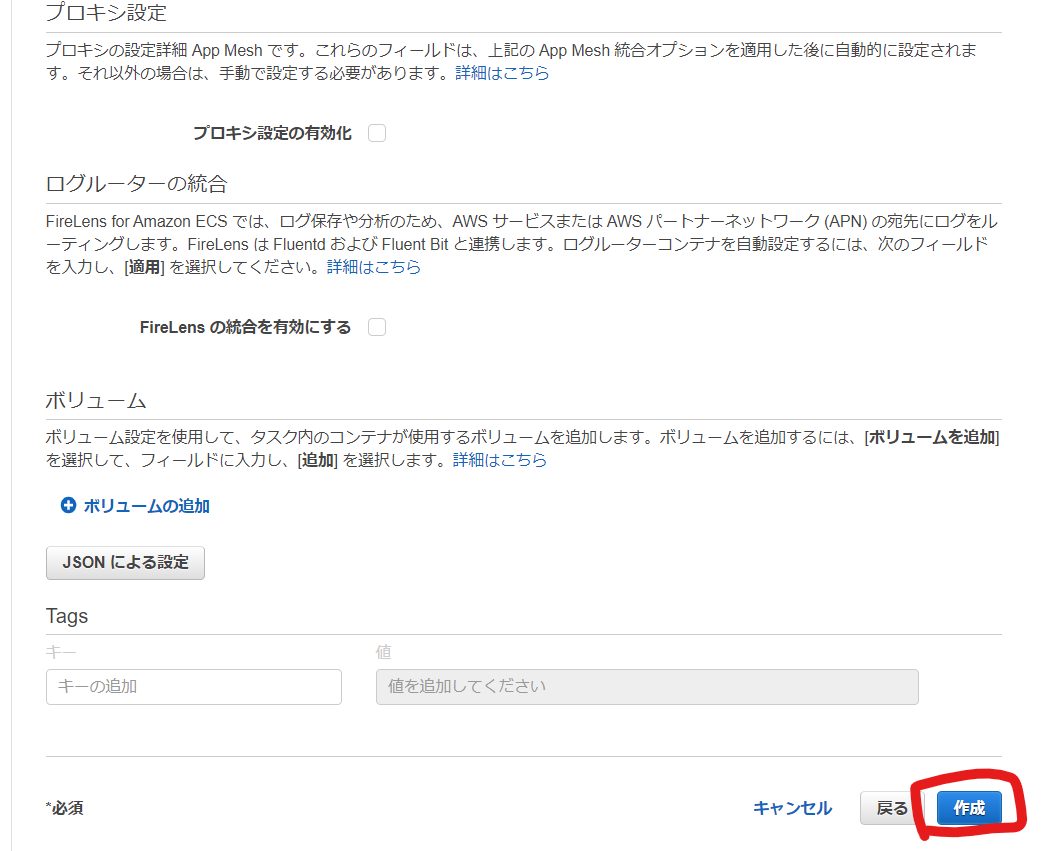 プロキシ設定
プロキシの設定詳細 App Mesh です。これらのフィールドは、上記の App Mesh 統合オプションを適用した後に自動的に設定されま
す。それ以外の場合は、手動で設定する必要があります。詳細はこちら
プロキシ設定の有効化
ログルーターの統合
FireLens for Amazon ECS では、ログ保存や分析のため、AWS サービスまたは AWS パートナーネットワーク (APN) の宛先にログをル
ーティングします。FireLens は Fluentd および Fluent Bit と連携します。ログルーターコンテナを自動設定するには、次のフィールド
を入力し、[適用] を選択してください。詳細はこちら
FireLens の統合を有効にする
ボリューム
ボリューム設定を使用して、タスク内のコンテナが使用するボリュームを追加します。ボリュームを追加するには、[ボリュームを追加]
を選択して、フィールドに入力し、[追加] を選択します。詳細はこちら
ボリュームの追加
JSON による設定
Tags
キー 値
キーの追加 値を追加してください
*必須 キャンセル 戻る 作成